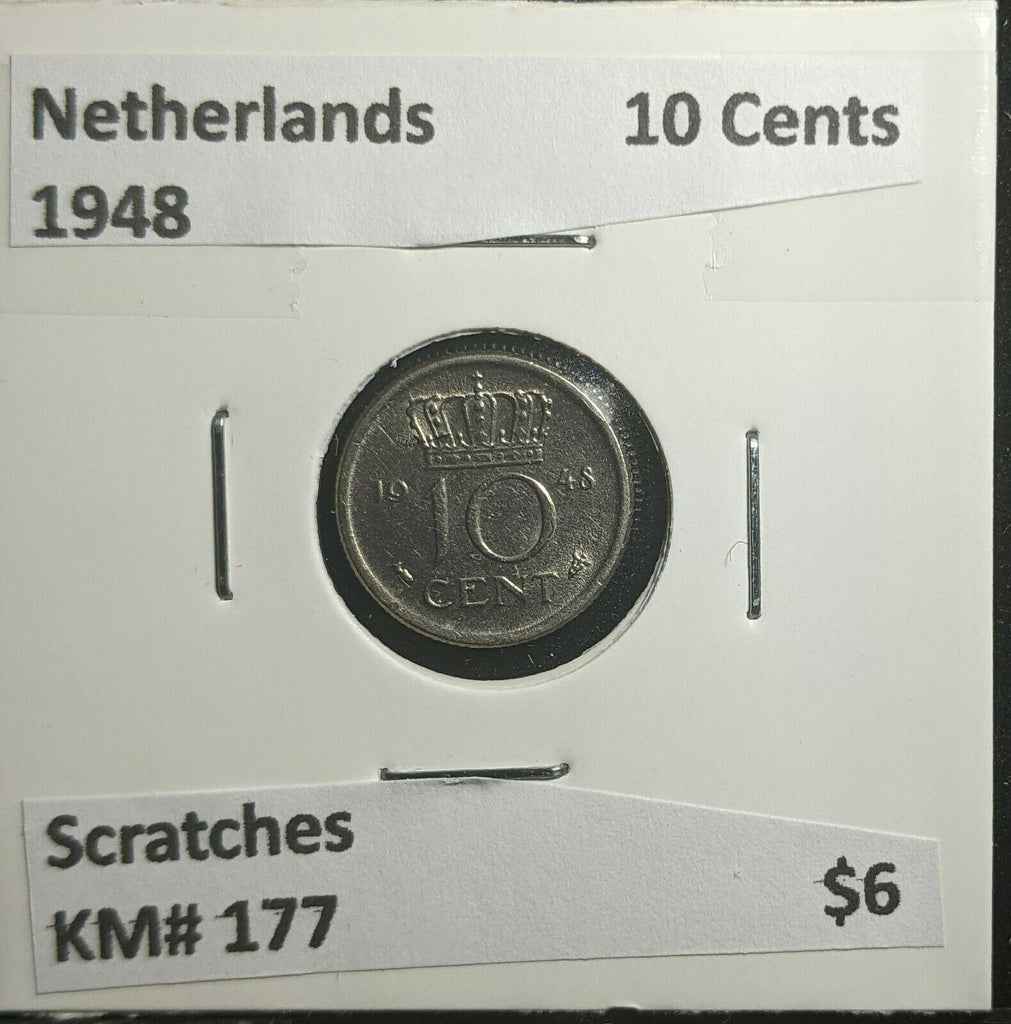 Netherlands 10 Cents
1948
19 48
10
CENT
Scratches
KM# 177 $6